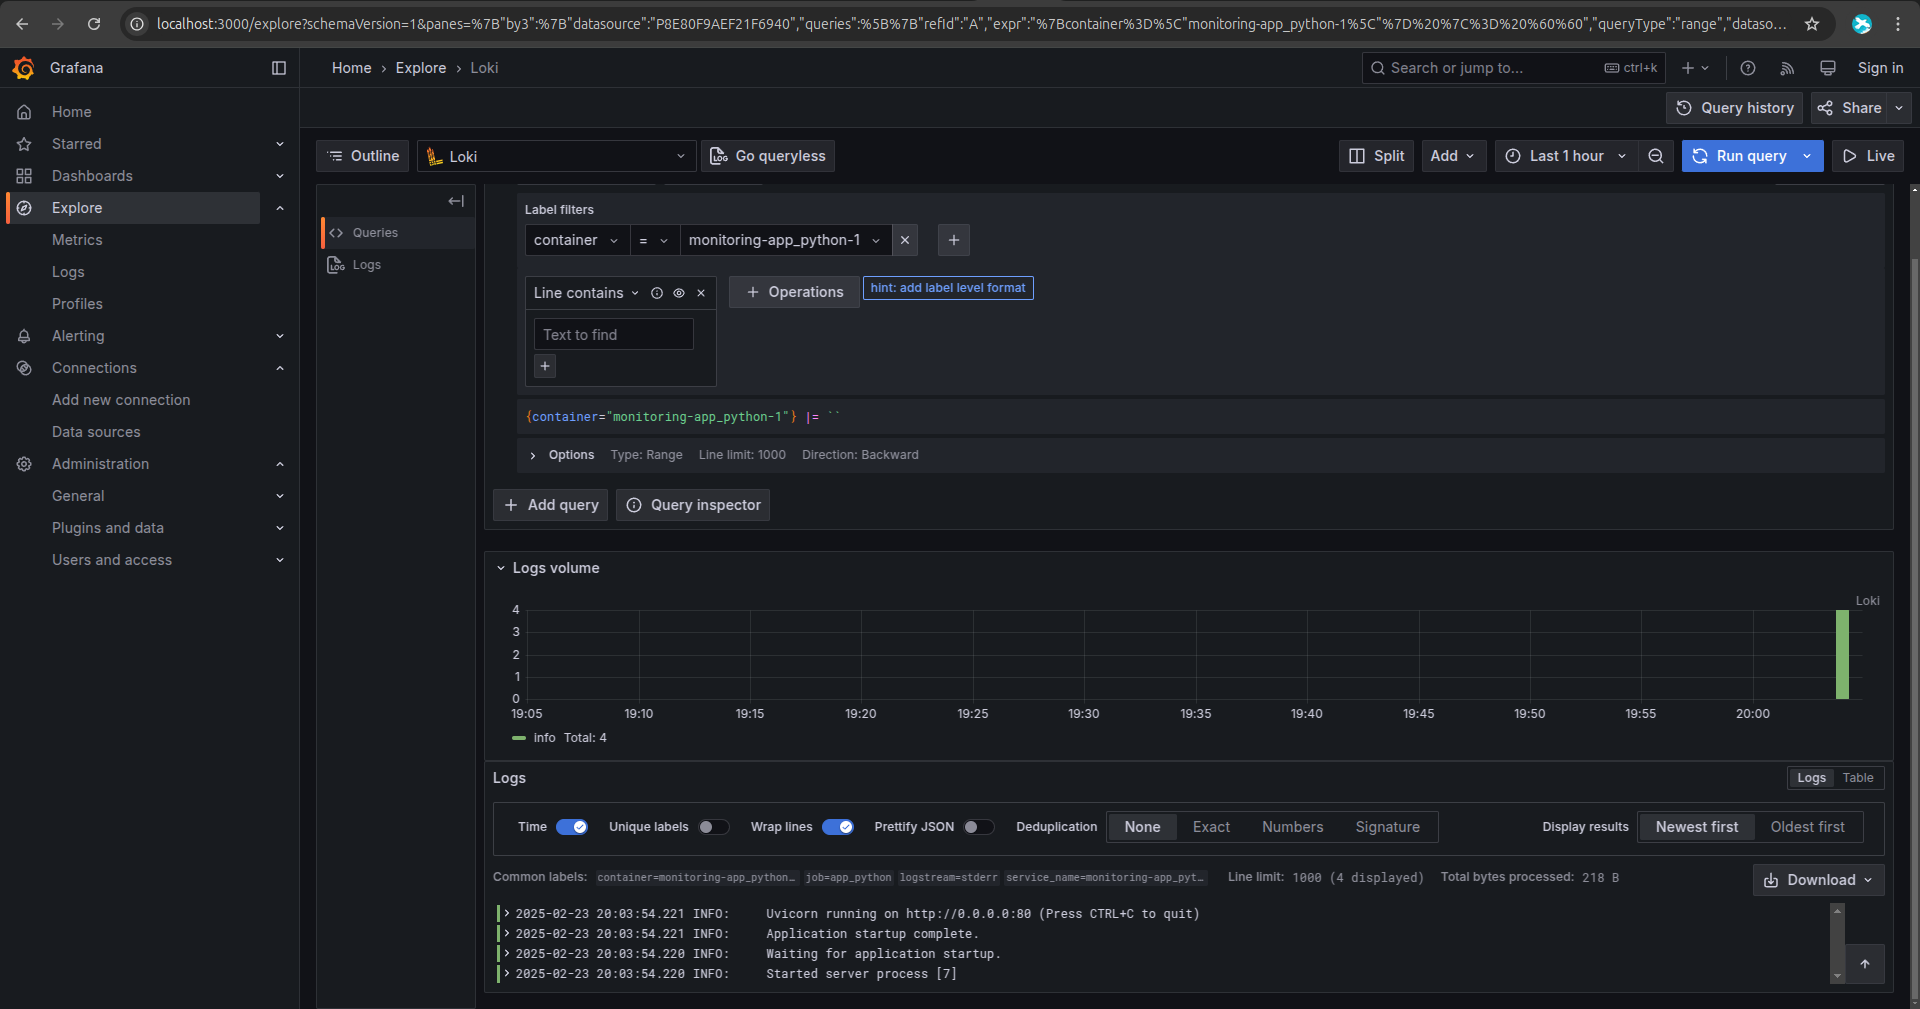 localhost:3000/explore?schemaVersion=1&panes=%7B"by3":%7B"datasource":"P8E80F9AEF21F6940","queries":%5B%7B"refId":"A","expr":"%7Bcontainer%3D%5C"monitoring-app_python-1%5C"%7D%20%7C%3D%20%60%60","queryType":"range","dataso...
Grafana
Home › Explore › Loki
Search or jump to...
ctrl+k
Sign in
Query history
Share
Home
Starred
Dashboards
Explore
Metrics
Logs
Profiles
Alerting
Connections
Add new connection
Data sources
Administration
General
Plugins and data
Users and access
Outline
Loki
Go queryless
Split
Add
Last 1 hour
Run query
Live
Queries
Logs
Label filters
container = monitoring-app_python-1
Line contains
Operations
hint: add label level format
Text to find
{container="monitoring-app_python-1"} |= ``
Options Type: Range Line limit: 1000 Direction: Backward
Add query
Query inspector
Logs volume
Loki
4
3
2
1
0
19:05 19:10 19:15 19:20 19:25 19:30 19:35 19:40 19:45 19:50 19:55 20:00
info Total: 4
Logs
Logs Table
Time Unique labels Wrap lines Prettify JSON Deduplication None Exact Numbers Signature Display results Newest first Oldest first
Common labels: container=monitoring-app_python… job=app_python logstream=stderr service_name=monitoring-app_pyt… Line limit: 1000 (4 displayed) Total bytes processed: 218 B
Download
2025-02-23 20:03:54.221 INFO: Uvicorn running on http://0.0.0.0:80 (Press CTRL+C to quit)
2025-02-23 20:03:54.221 INFO: Application startup complete.
2025-02-23 20:03:54.220 INFO: Waiting for application startup.
2025-02-23 20:03:54.220 INFO: Started server process [7]